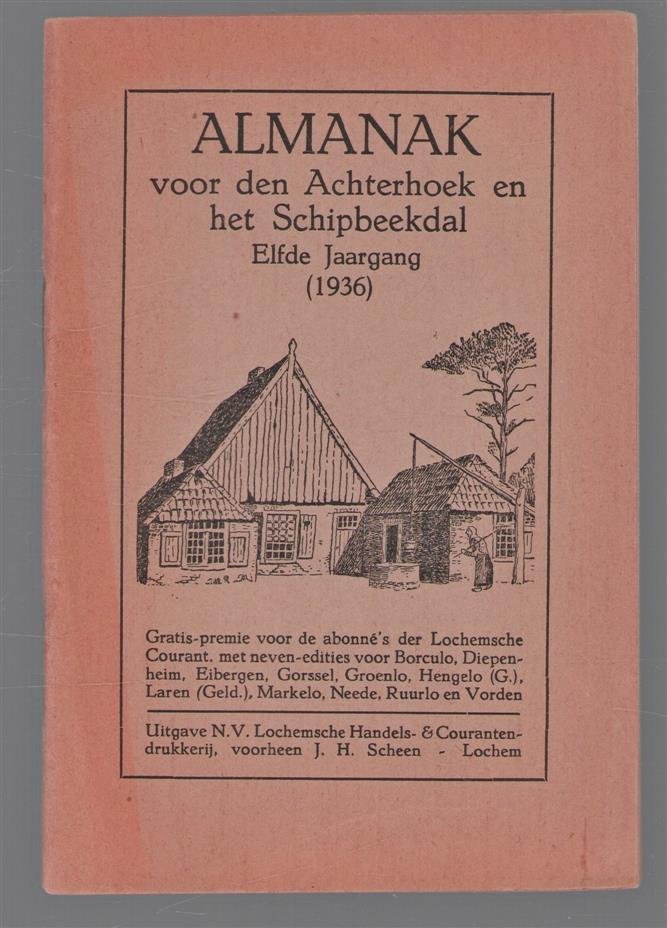 ALMANAK
voor den Achterhoek en
het Schipbeekdal
Elfde Jaargang
(1936)
Gratis-premie voor de abonné's der Lochemsche
Courant. met neven-edities voor Borculo, Diepen-
heim, Eibergen, Gorssel, Groenlo, Hengelo (G.),
Laren (Geld.), Markelo, Neede, Ruurlo en Vorden
Uitgave N.V. Lochemsche Handels- & Couranten-
drukkerij, voorheen J. H. Scheen - Lochem